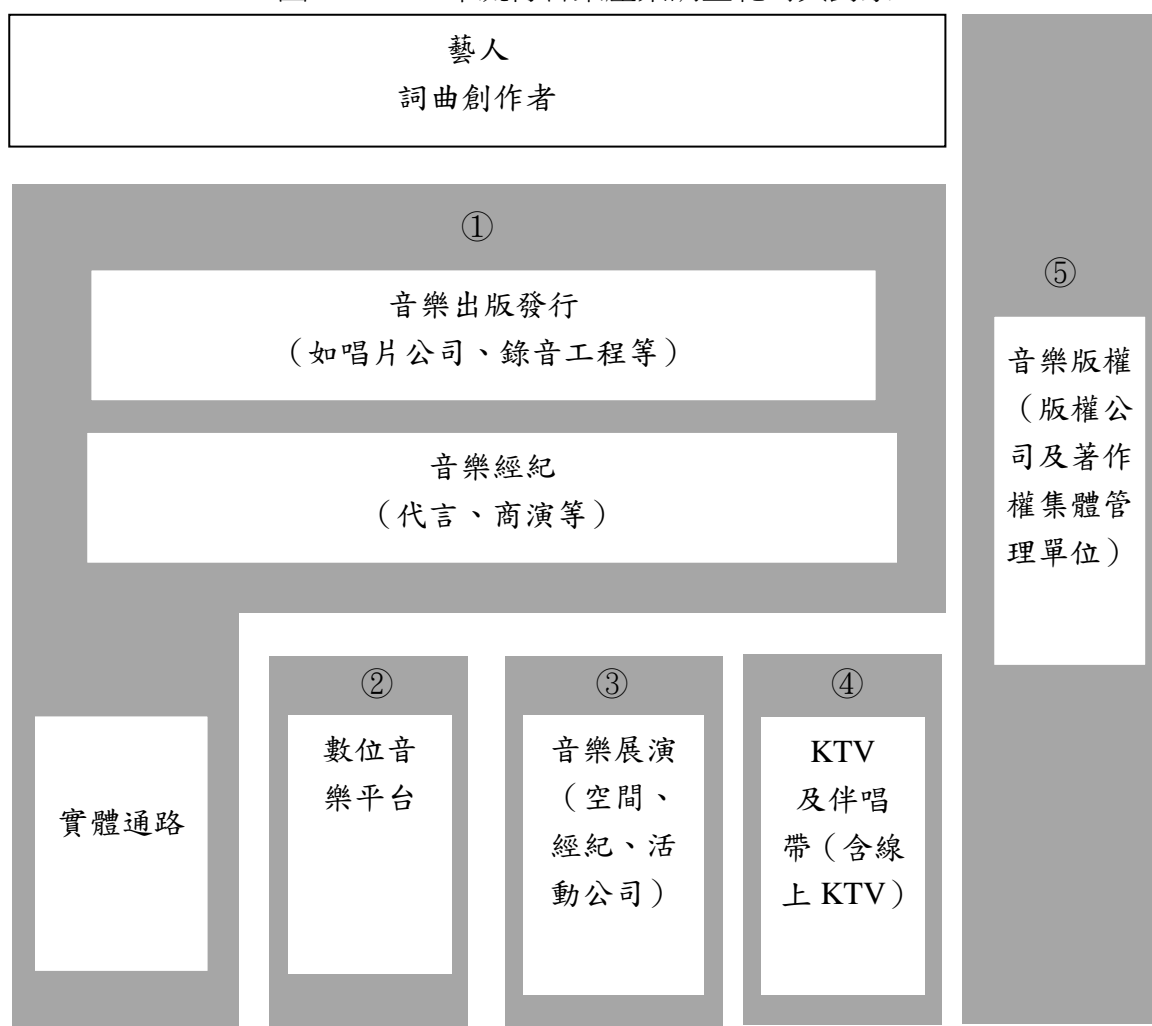 藝人
詞曲創作者
①
音樂出版發行
（如唱片公司、錄音工程等）
音樂經紀
（代言、商演等）
實體通路
②
數位音
樂平台
③
音樂展演
（空間、
經紀、活
動公司）
④
KTV
及伴唱
帶（含線
上 KTV）
⑤
音樂版權
（版權公
司及著作
權集體管
理單位）